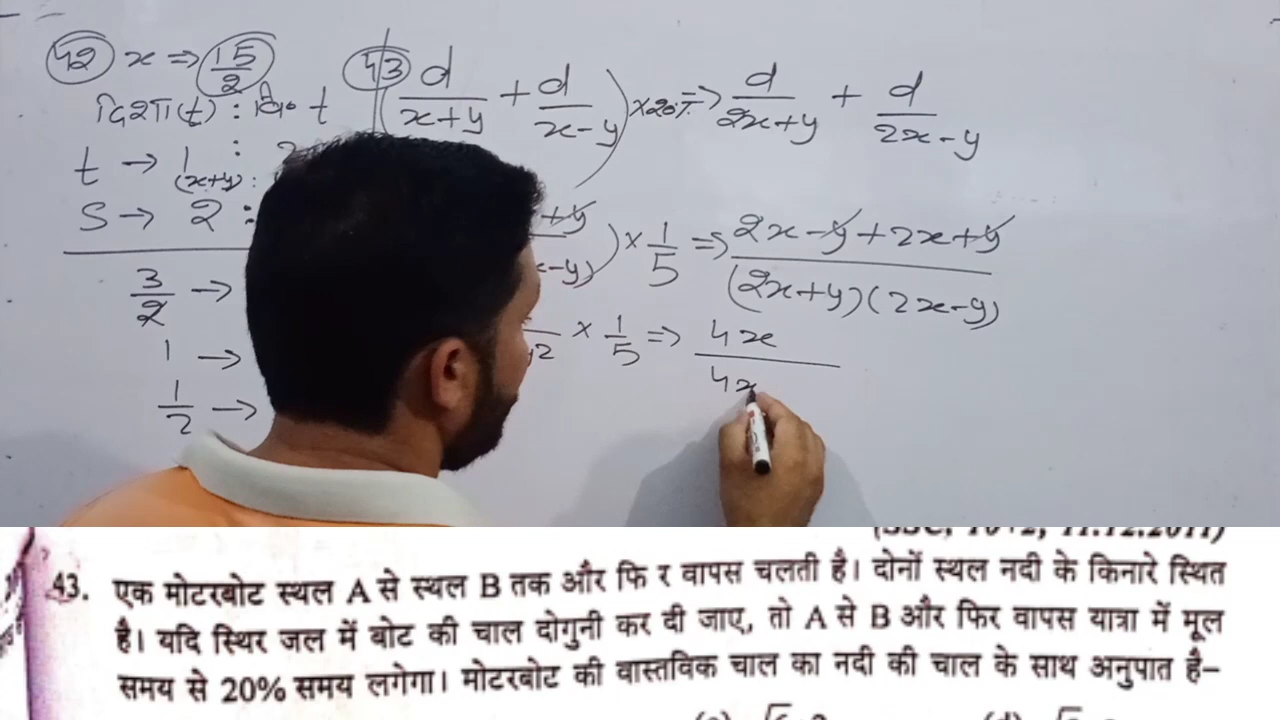 42 x ⇒ 15/2
दिशा(t) : वि० t
t → 1 :
(x+y) :
S → 2 :
3/2 →
1 →
1/2 →
43 (d/(x+y) + d/(x-y)) × 20% ⇒ d/(2x+y) + d/(2x-y)
+y
x-y) ) × 1/5 ⇒ 2x-y+2x+y / (2x+y)(2x-y)
y² × 1/5 ⇒ 4x / 4x
43. एक मोटरबोट स्थल A से स्थल B तक और फि र वापस चलती है। दोनों स्थल नदी के किनारे स्थित
है। यदि स्थिर जल में बोट की चाल दोगुनी कर दी जाए, तो A से B और फिर वापस यात्रा में मूल
समय से 20% समय लगेगा। मोटरबोट की वास्तविक चाल का नदी की चाल के साथ अनुपात है–